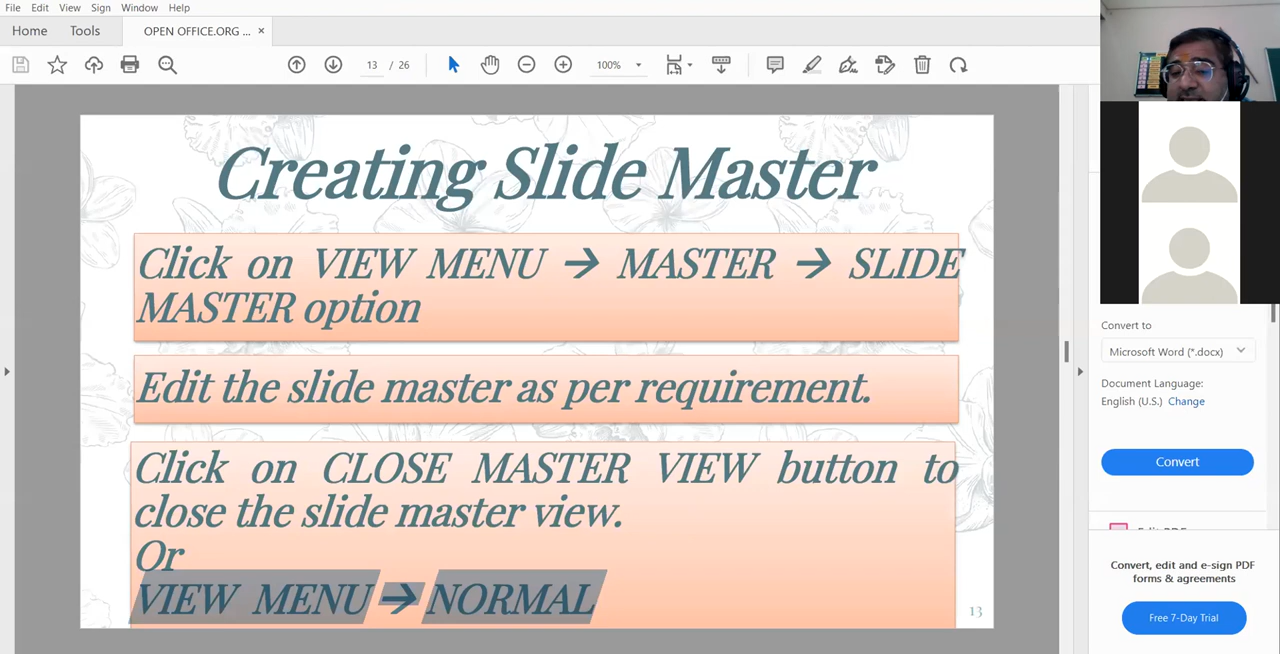 File Edit View Sign Window Help
Home Tools OPEN OFFICE.ORG ... ×
13 / 26 100%
Creating Slide Master
Click on VIEW MENU → MASTER → SLIDE
MASTER option
Edit the slide master as per requirement.
Click on CLOSE MASTER VIEW button to
close the slide master view.
Or
VIEW MENU → NORMAL
13
Convert to
Microsoft Word (*.docx)
Document Language:
English (U.S.) Change
Convert
Convert, edit and e-sign PDF
forms & agreements
Free 7-Day Trial